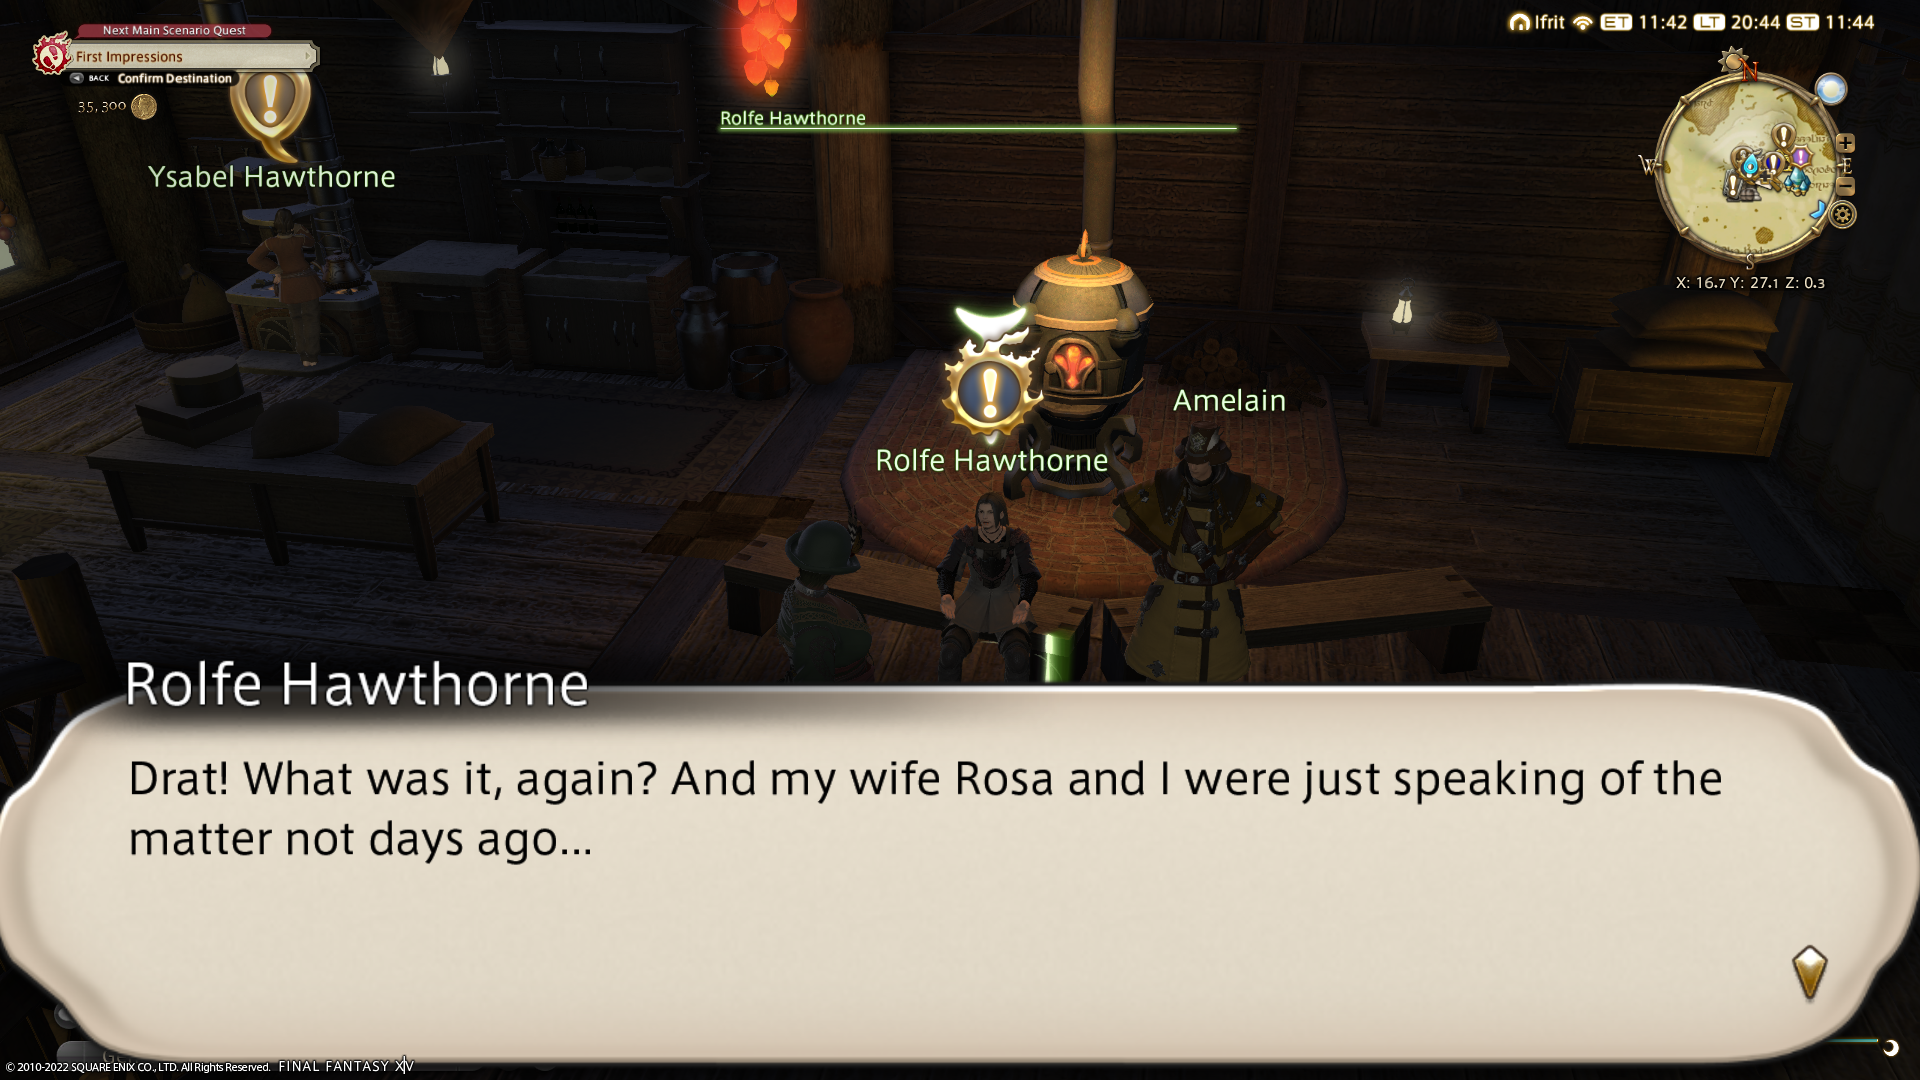 Next Main Scenario Quest
First Impressions
BACK Confirm Destination
35,300
Ifrit ET 11:42 LT 20:44 ST 11:44
N
W
E
S
X: 16.7 Y: 27.1 Z: 0.3
Rolfe Hawthorne
Ysabel Hawthorne
Amelain
Rolfe Hawthorne
Rolfe Hawthorne
Drat! What was it, again? And my wife Rosa and I were just speaking of the
matter not days ago...
© 2010-2022 SQUARE ENIX CO., LTD. All Rights Reserved. FINAL FANTASY XIV